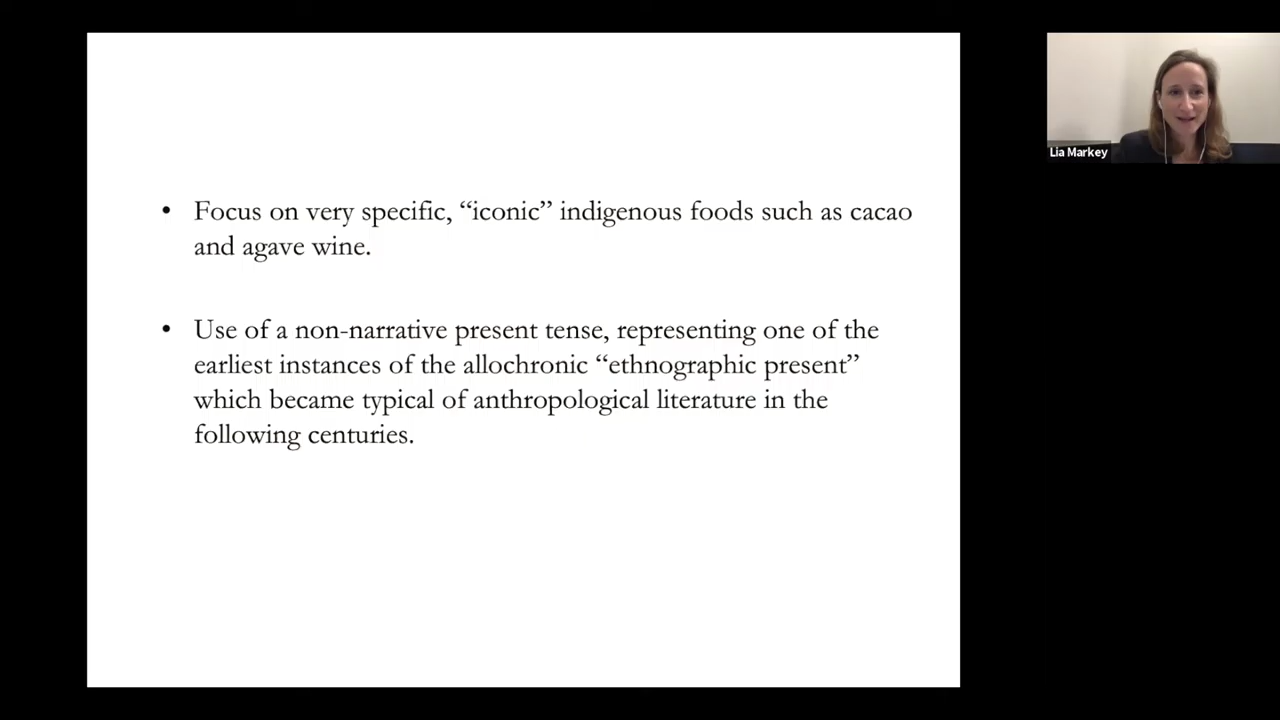 • Focus on very specific, “iconic” indigenous foods such as cacao
and agave wine.
• Use of a non-narrative present tense, representing one of the
earliest instances of the allochronic “ethnographic present”
which became typical of anthropological literature in the
following centuries.
Lia Markey